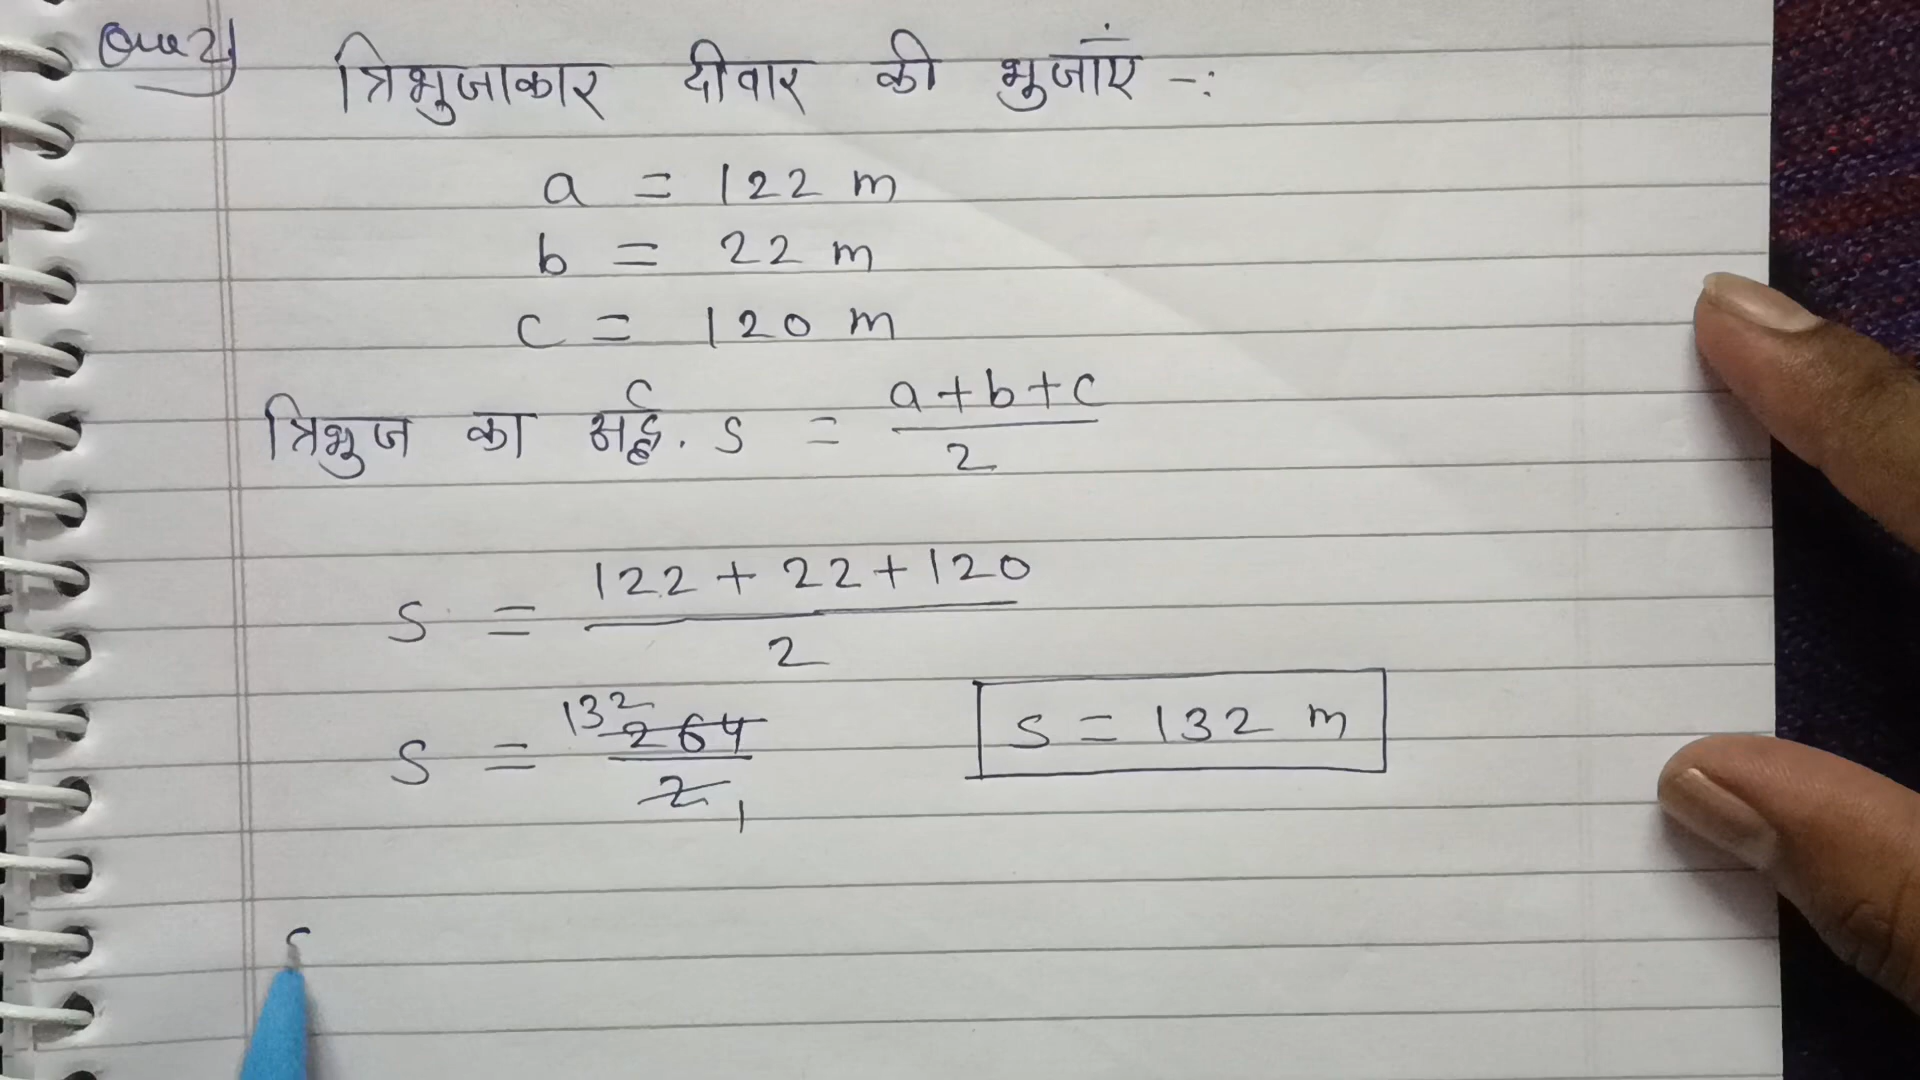 Que 2)
त्रिभुजाकार दीवार की भुजाएं -:
a = 122 m
b = 22 m
c = 120 m
त्रिभुज का अर्द्ध. s = a+b+c / 2
s = 122 + 22 + 120 / 2
s = 132 264 / 2 1
s = 132 m